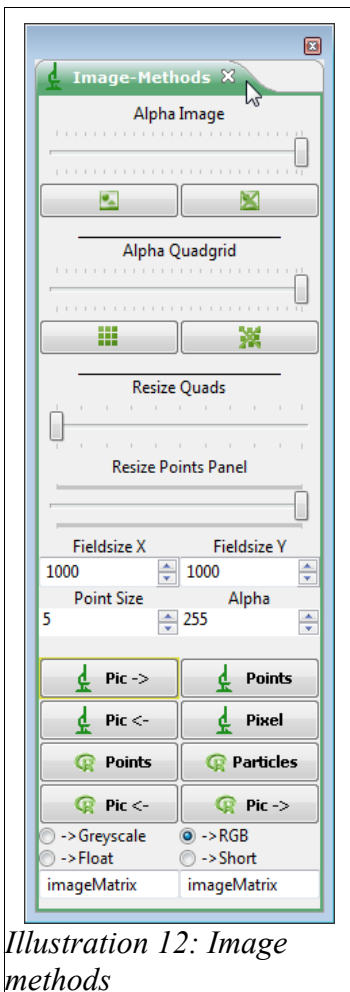 Image-Methods
Alpha Image
Alpha Quadgrid
Resize Quads
Resize Points Panel
Fieldsize X Fieldsize Y
1000 1000
Point Size Alpha
5 255
Pic -> Points
Pic <- Pixel
Points Particles
Pic <- Pic ->
->Greyscale ->RGB
->Float ->Short
imageMatrix imageMatrix
Illustration 12: Image
methods